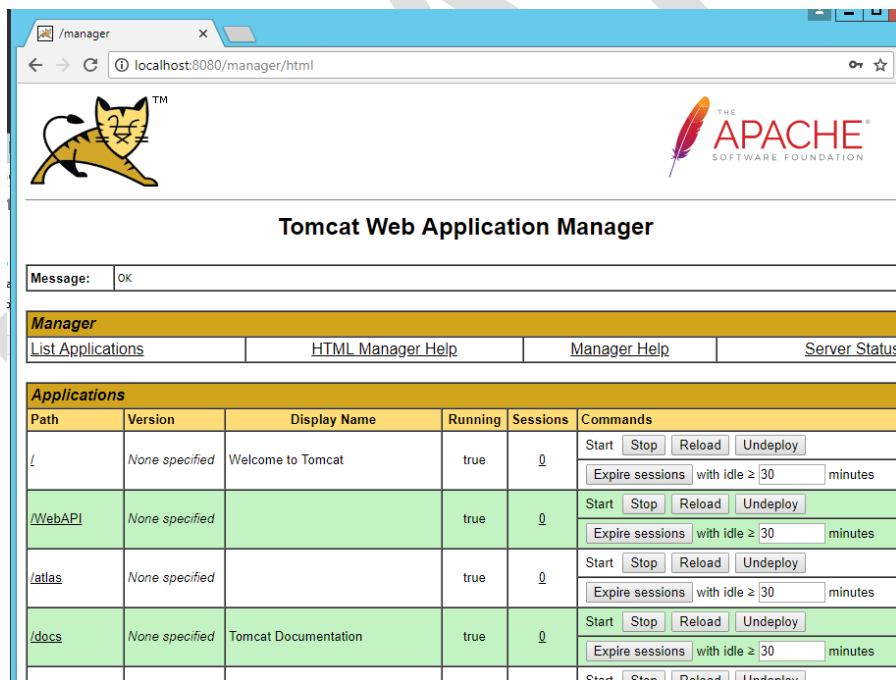 /manager
localhost:8080/manager/html
TM
THE
APACHE®
SOFTWARE FOUNDATION
Tomcat Web Application Manager
Message: OK
Manager
List Applications HTML Manager Help Manager Help Server Status
Applications
Path Version Display Name Running Sessions Commands
/ None specified Welcome to Tomcat true 0 Start Stop Reload Undeploy
Expire sessions with idle ≥ 30 minutes
/WebAPI None specified true 0 Start Stop Reload Undeploy
Expire sessions with idle ≥ 30 minutes
/atlas None specified true 0 Start Stop Reload Undeploy
Expire sessions with idle ≥ 30 minutes
/docs None specified Tomcat Documentation true 0 Start Stop Reload Undeploy
Expire sessions with idle ≥ 30 minutes
Start Stop Reload Undeploy